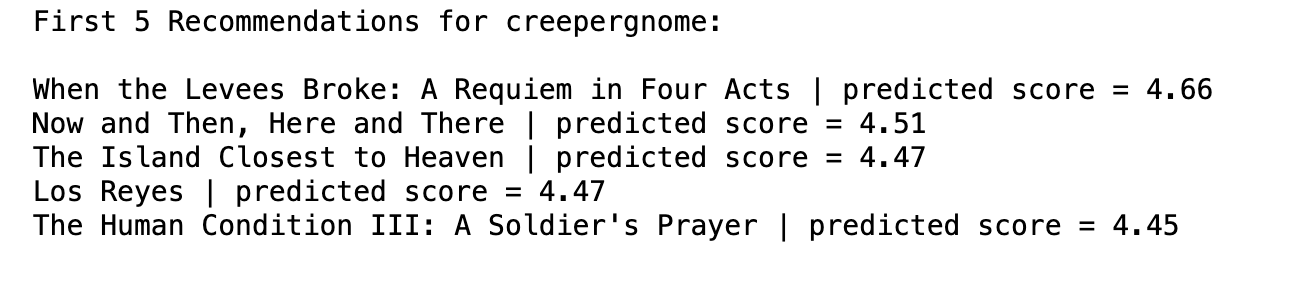 First 5 Recommendations for creepergnome:
When the Levees Broke: A Requiem in Four Acts | predicted score = 4.66
Now and Then, Here and There | predicted score = 4.51
The Island Closest to Heaven | predicted score = 4.47
Los Reyes | predicted score = 4.47
The Human Condition III: A Soldier's Prayer | predicted score = 4.45